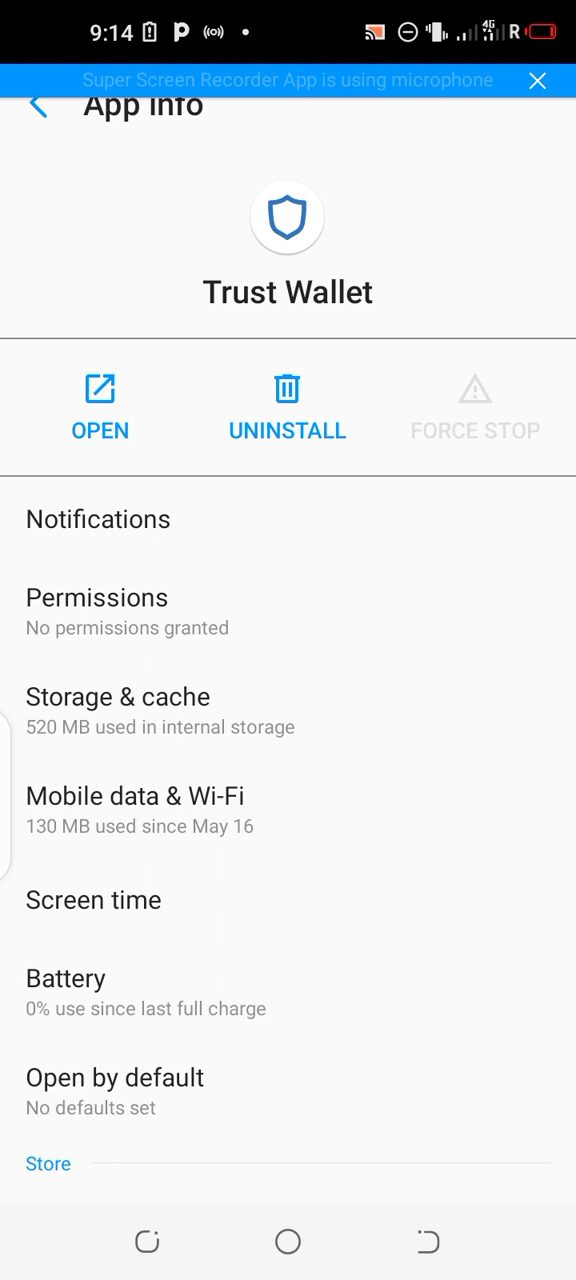 9:14
4G
R
Super Screen Recorder App is using microphone
App info
Trust Wallet
OPEN
UNINSTALL
FORCE STOP
Notifications
Permissions
No permissions granted
Storage & cache
520 MB used in internal storage
Mobile data & Wi-Fi
130 MB used since May 16
Screen time
Battery
0% use since last full charge
Open by default
No defaults set
Store